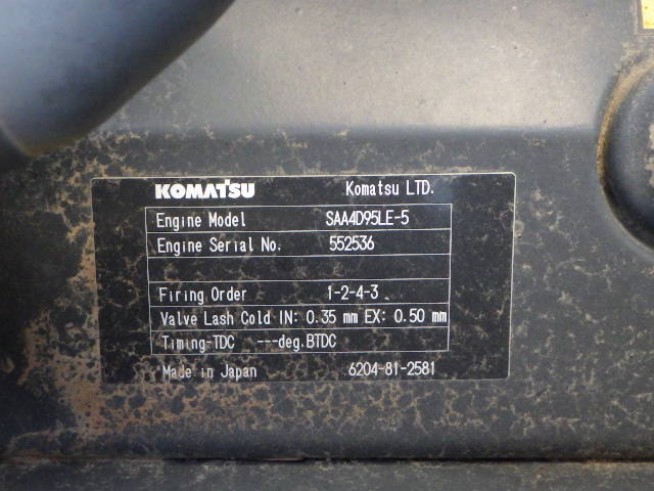 KOMATSU Komatsu LTD.
Engine Model SAA4D95LE-5
Engine Serial No. 552536
Firing Order 1-2-4-3
Valve Lash Cold IN: 0.35 mm EX: 0.50 mm
Timing-TDC ---deg.BTDC
Made in Japan 6204-81-2581